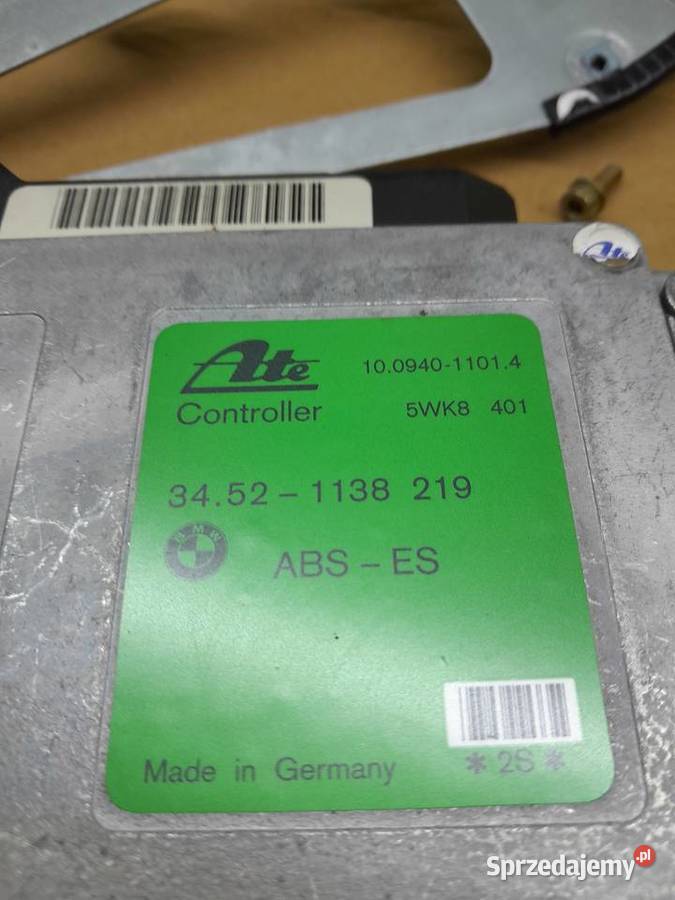 Ate
Ate
10.0940-1101.4
Controller
5WK8 401
34.52-1138 219
BMW
ABS-ES
Made in Germany
*2S*
Sprzedajemy.pl